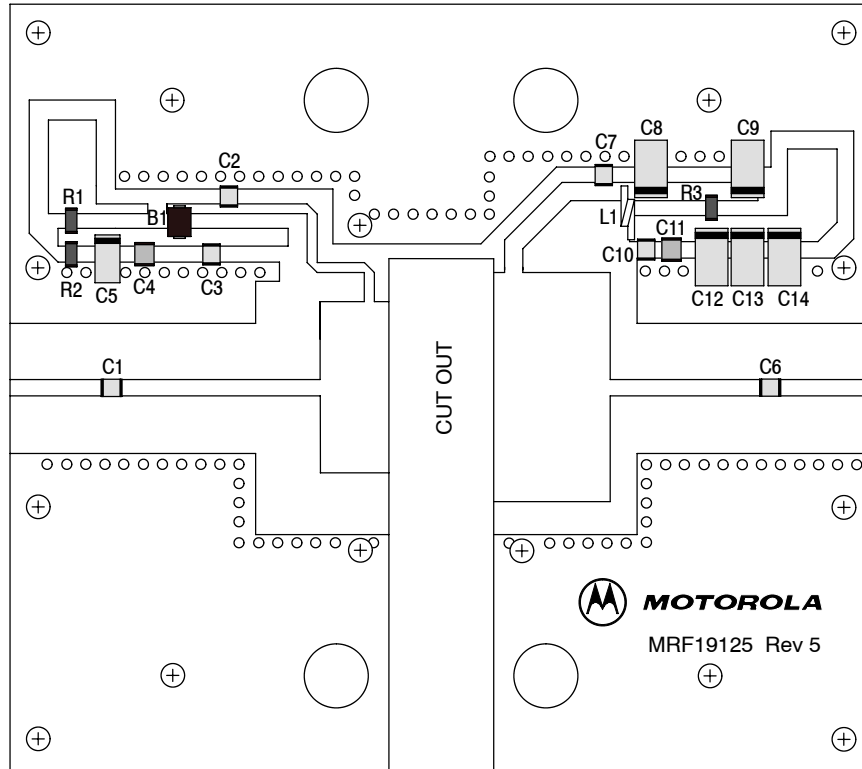 C2
C7
C8
C9
R1
B1
R3
L1
C11
R2
C5
C4
C3
C10
C12
C13
C14
C1
C6
CUT OUT
MOTOROLA
MRF19125 Rev 5